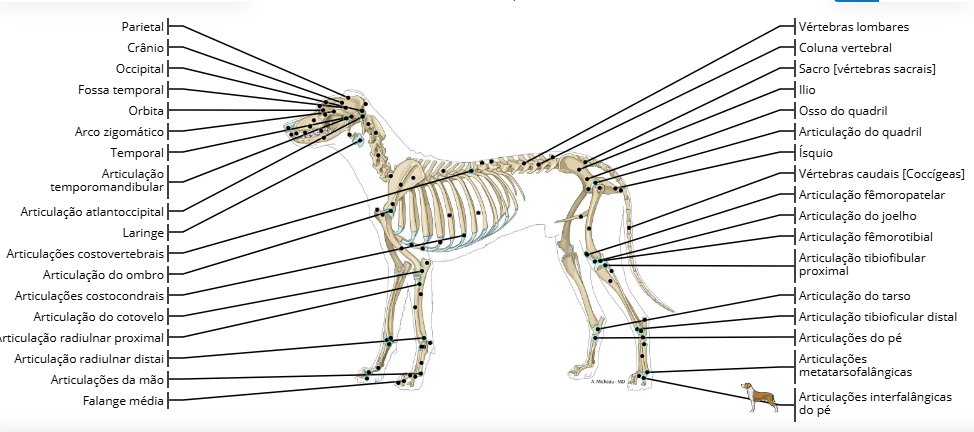 Parietal
Crânio
Occipital
Fossa temporal
Orbita
Arco zigomático
Temporal
Articulação
temporomandibular
Articulação atlantoccipital
Laringe
Articulações costovertebrais
Articulação do ombro
Articulações costocondrais
Articulação do cotovelo
rticulação radiulnar proximal
Articulação radiulnar distai
Articulações da mão
Falange média
Vértebras lombares
Coluna vertebral
Sacro [vértebras sacrais]
Ilio
Osso do quadril
Articulação do quadril
Ísquio
Vértebras caudais [Coccígeas]
Articulação fêmoropatelar
Articulação do joelho
Articulação fêmorotibial
Articulação tibiofibular
proximal
Articulação do tarso
Articulação tibioficular distal
Articulações do pé
Articulações
metatarsofalângicas
Articulações interfalângicas
do pé
A. Micheau - MD